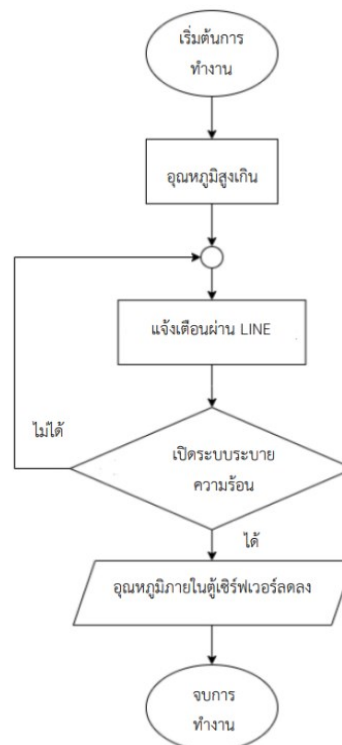 เริ่มต้นการ
ทำงาน
อุณหภูมิสูงเกิน
แจ้งเตือนผ่าน LINE
ไม่ได้
เปิดระบบระบาย
ความร้อน
ได้
อุณหภูมิภายในตู้เซิร์ฟเวอร์ลดลง
จบการ
ทำงาน